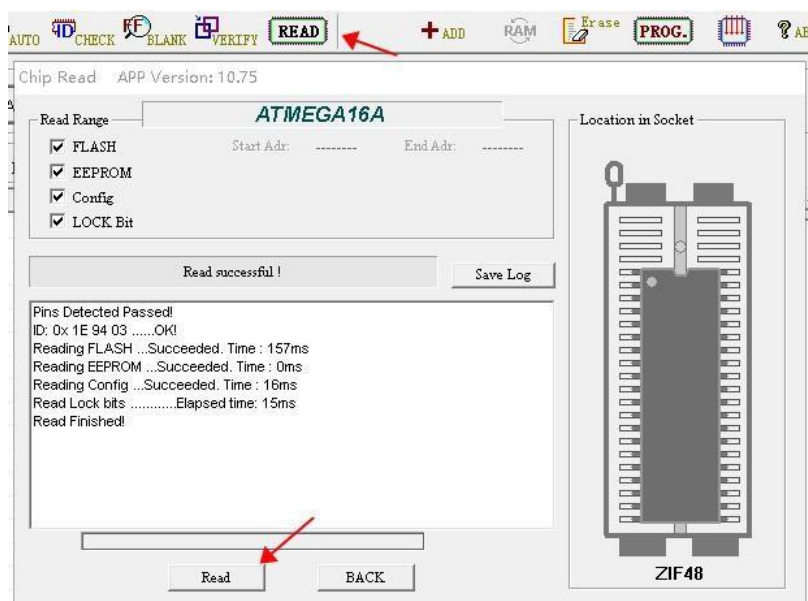 AUTO CHECK BLANK VERIFY READ ADD RAM Erase PROG. ? AB
Chip Read APP Version: 10.75
Read Range ATMEGA16A Location in Socket
FLASH Start Adr: -------- End Adr: --------
EEPROM
Config
LOCK Bit
Read successful ! Save Log
Pins Detected Passed!
ID: 0x 1E 94 03 ......OK!
Reading FLASH ...Succeeded. Time : 157ms
Reading EEPROM ...Succeeded. Time : 0ms
Reading Config ...Succeeded. Time : 16ms
Read Lock bits ............Elapsed time: 15ms
Read Finished!
Read BACK ZIF48